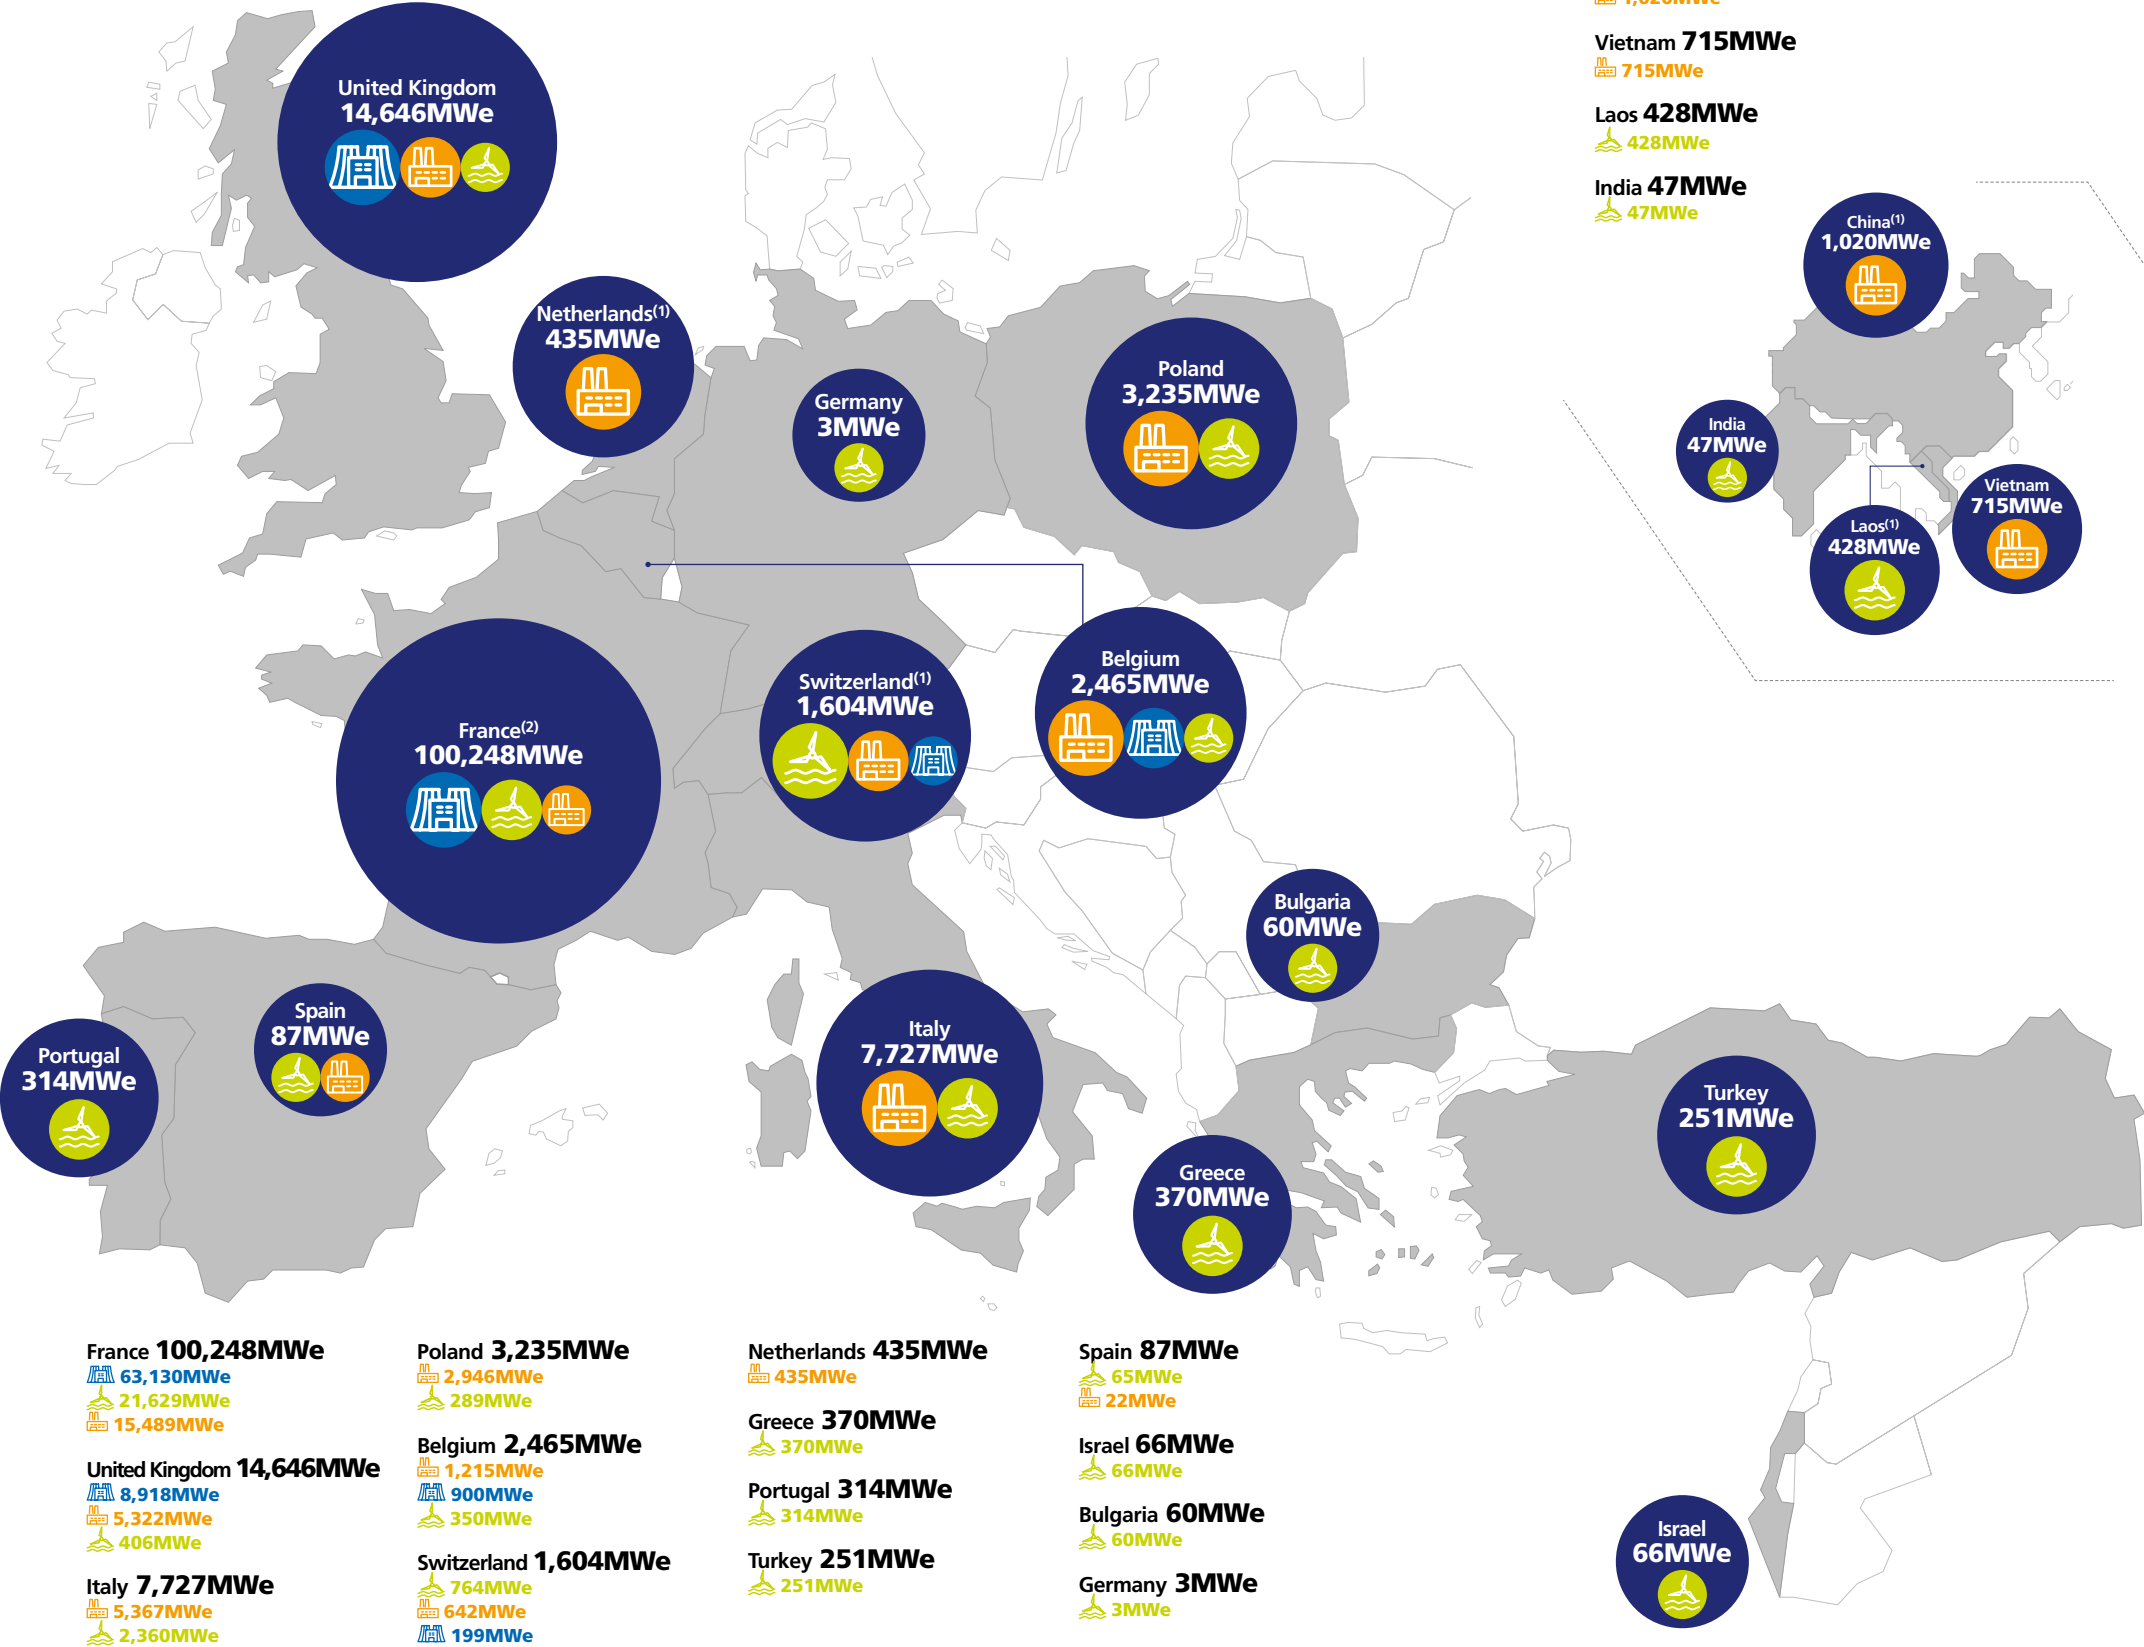 1,020MWe
Vietnam 715MWe
715MWe
Laos 428MWe
428MWe
India 47MWe
47MWe
United Kingdom
14,646MWe
Netherlands(1)
435MWe
Germany
3MWe
Poland
3,235MWe
China(1)
1,020MWe
India
47MWe
Vietnam
715MWe
Laos(1)
428MWe
France(2)
100,248MWe
Switzerland(1)
1,604MWe
Belgium
2,465MWe
Bulgaria
60MWe
Spain
87MWe
Portugal
314MWe
Italy
7,727MWe
Greece
370MWe
Turkey
251MWe
Israel
66MWe
France 100,248MWe
63,130MWe
21,629MWe
15,489MWe
United Kingdom 14,646MWe
8,918MWe
5,322MWe
406MWe
Italy 7,727MWe
5,367MWe
2,360MWe
Poland 3,235MWe
2,946MWe
289MWe
Belgium 2,465MWe
1,215MWe
900MWe
350MWe
Switzerland 1,604MWe
764MWe
642MWe
199MWe
Netherlands 435MWe
435MWe
Greece 370MWe
370MWe
Portugal 314MWe
314MWe
Turkey 251MWe
251MWe
Spain 87MWe
65MWe
22MWe
Israel 66MWe
66MWe
Bulgaria 60MWe
60MWe
Germany 3MWe
3MWe